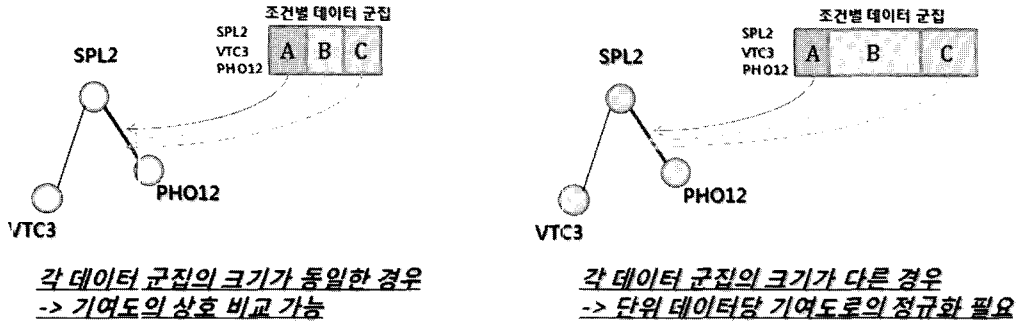 조건별 데이터 군집
SPL2
VTC3
PHO12
A B C
SPL2
PHO12
VTC3
각 데이터 군집의 크기가 동일한 경우
-> 기여도의 상호 비교 가능
조건별 데이터 군집
SPL2
VTC3
PHO12
A B C
SPL2
PHO12
VTC3
각 데이터 군집의 크기가 다른 경우
-> 단위 데이터당 기여도로의 정규화 필요